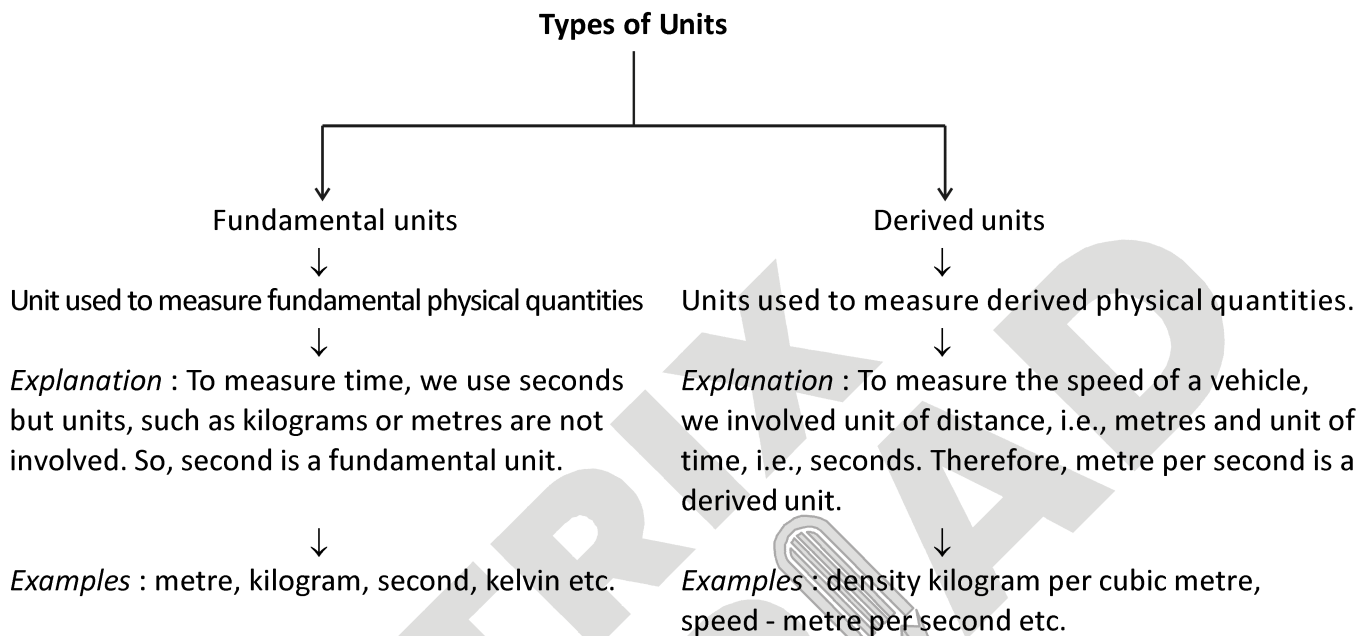 Types of Units
Fundamental units
↓
Unit used to measure fundamental physical quantities
↓
Explanation : To measure time, we use seconds
but units, such as kilograms or metres are not
involved. So, second is a fundamental unit.
↓
Examples : metre, kilogram, second, kelvin etc.
Derived units
↓
Units used to measure derived physical quantities.
↓
Explanation : To measure the speed of a vehicle,
we involved unit of distance, i.e., metres and unit of
time, i.e., seconds. Therefore, metre per second is a
derived unit.
↓
Examples : density kilogram per cubic metre,
speed - metre per second etc.